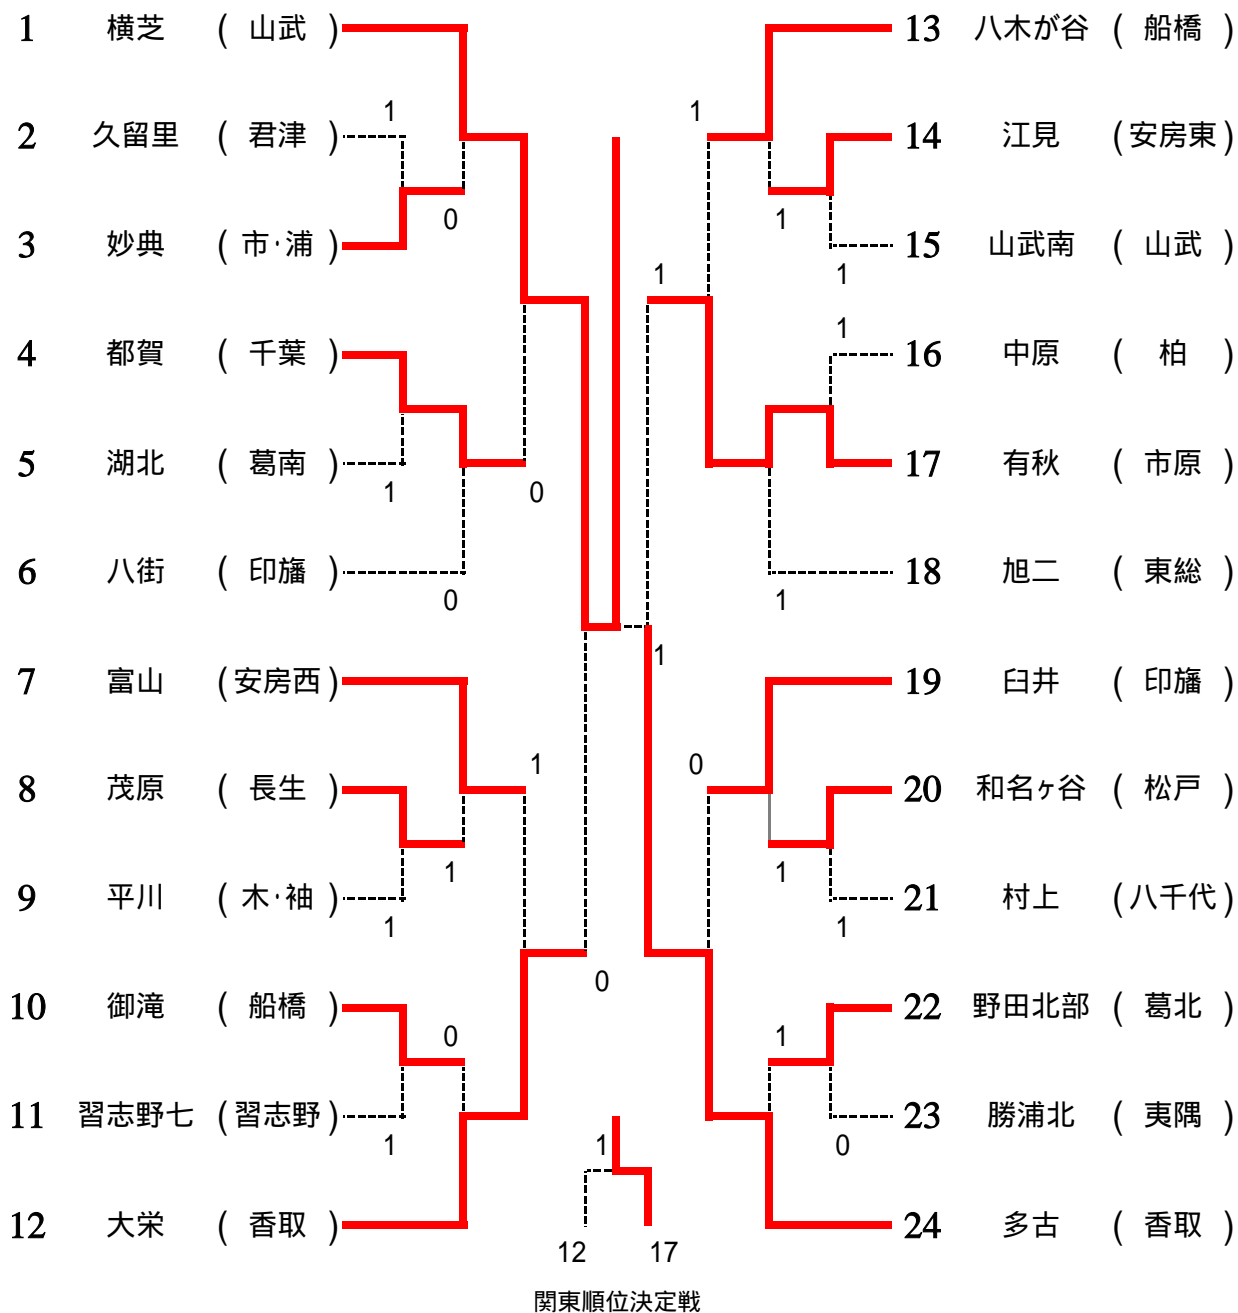 1 横芝 ( 山武 )
2 久留里 ( 君津 )
3 妙典 ( 市・浦 )
4 都賀 ( 千葉 )
5 湖北 ( 葛南 )
6 八街 ( 印旛 )
7 富山 ( 安房西 )
8 茂原 ( 長生 )
9 平川 ( 木・袖 )
10 御滝 ( 船橋 )
11 習志野七 ( 習志野 )
12 大栄 ( 香取 )
1
0
1
0
0
1
1
1
0
1
0
13 八木が谷 ( 船橋 )
14 江見 ( 安房東 )
15 山武南 ( 山武 )
16 中原 ( 柏 )
17 有秋 ( 市原 )
18 旭二 ( 東総 )
19 臼井 ( 印旛 )
20 和名ヶ谷 ( 松戸 )
21 村上 ( 八千代 )
22 野田北部 ( 葛北 )
23 勝浦北 ( 夷隅 )
24 多古 ( 香取 )
1
1
1
1
1
1
1
0
1
1
1
0
1
12 17
関東順位決定戦